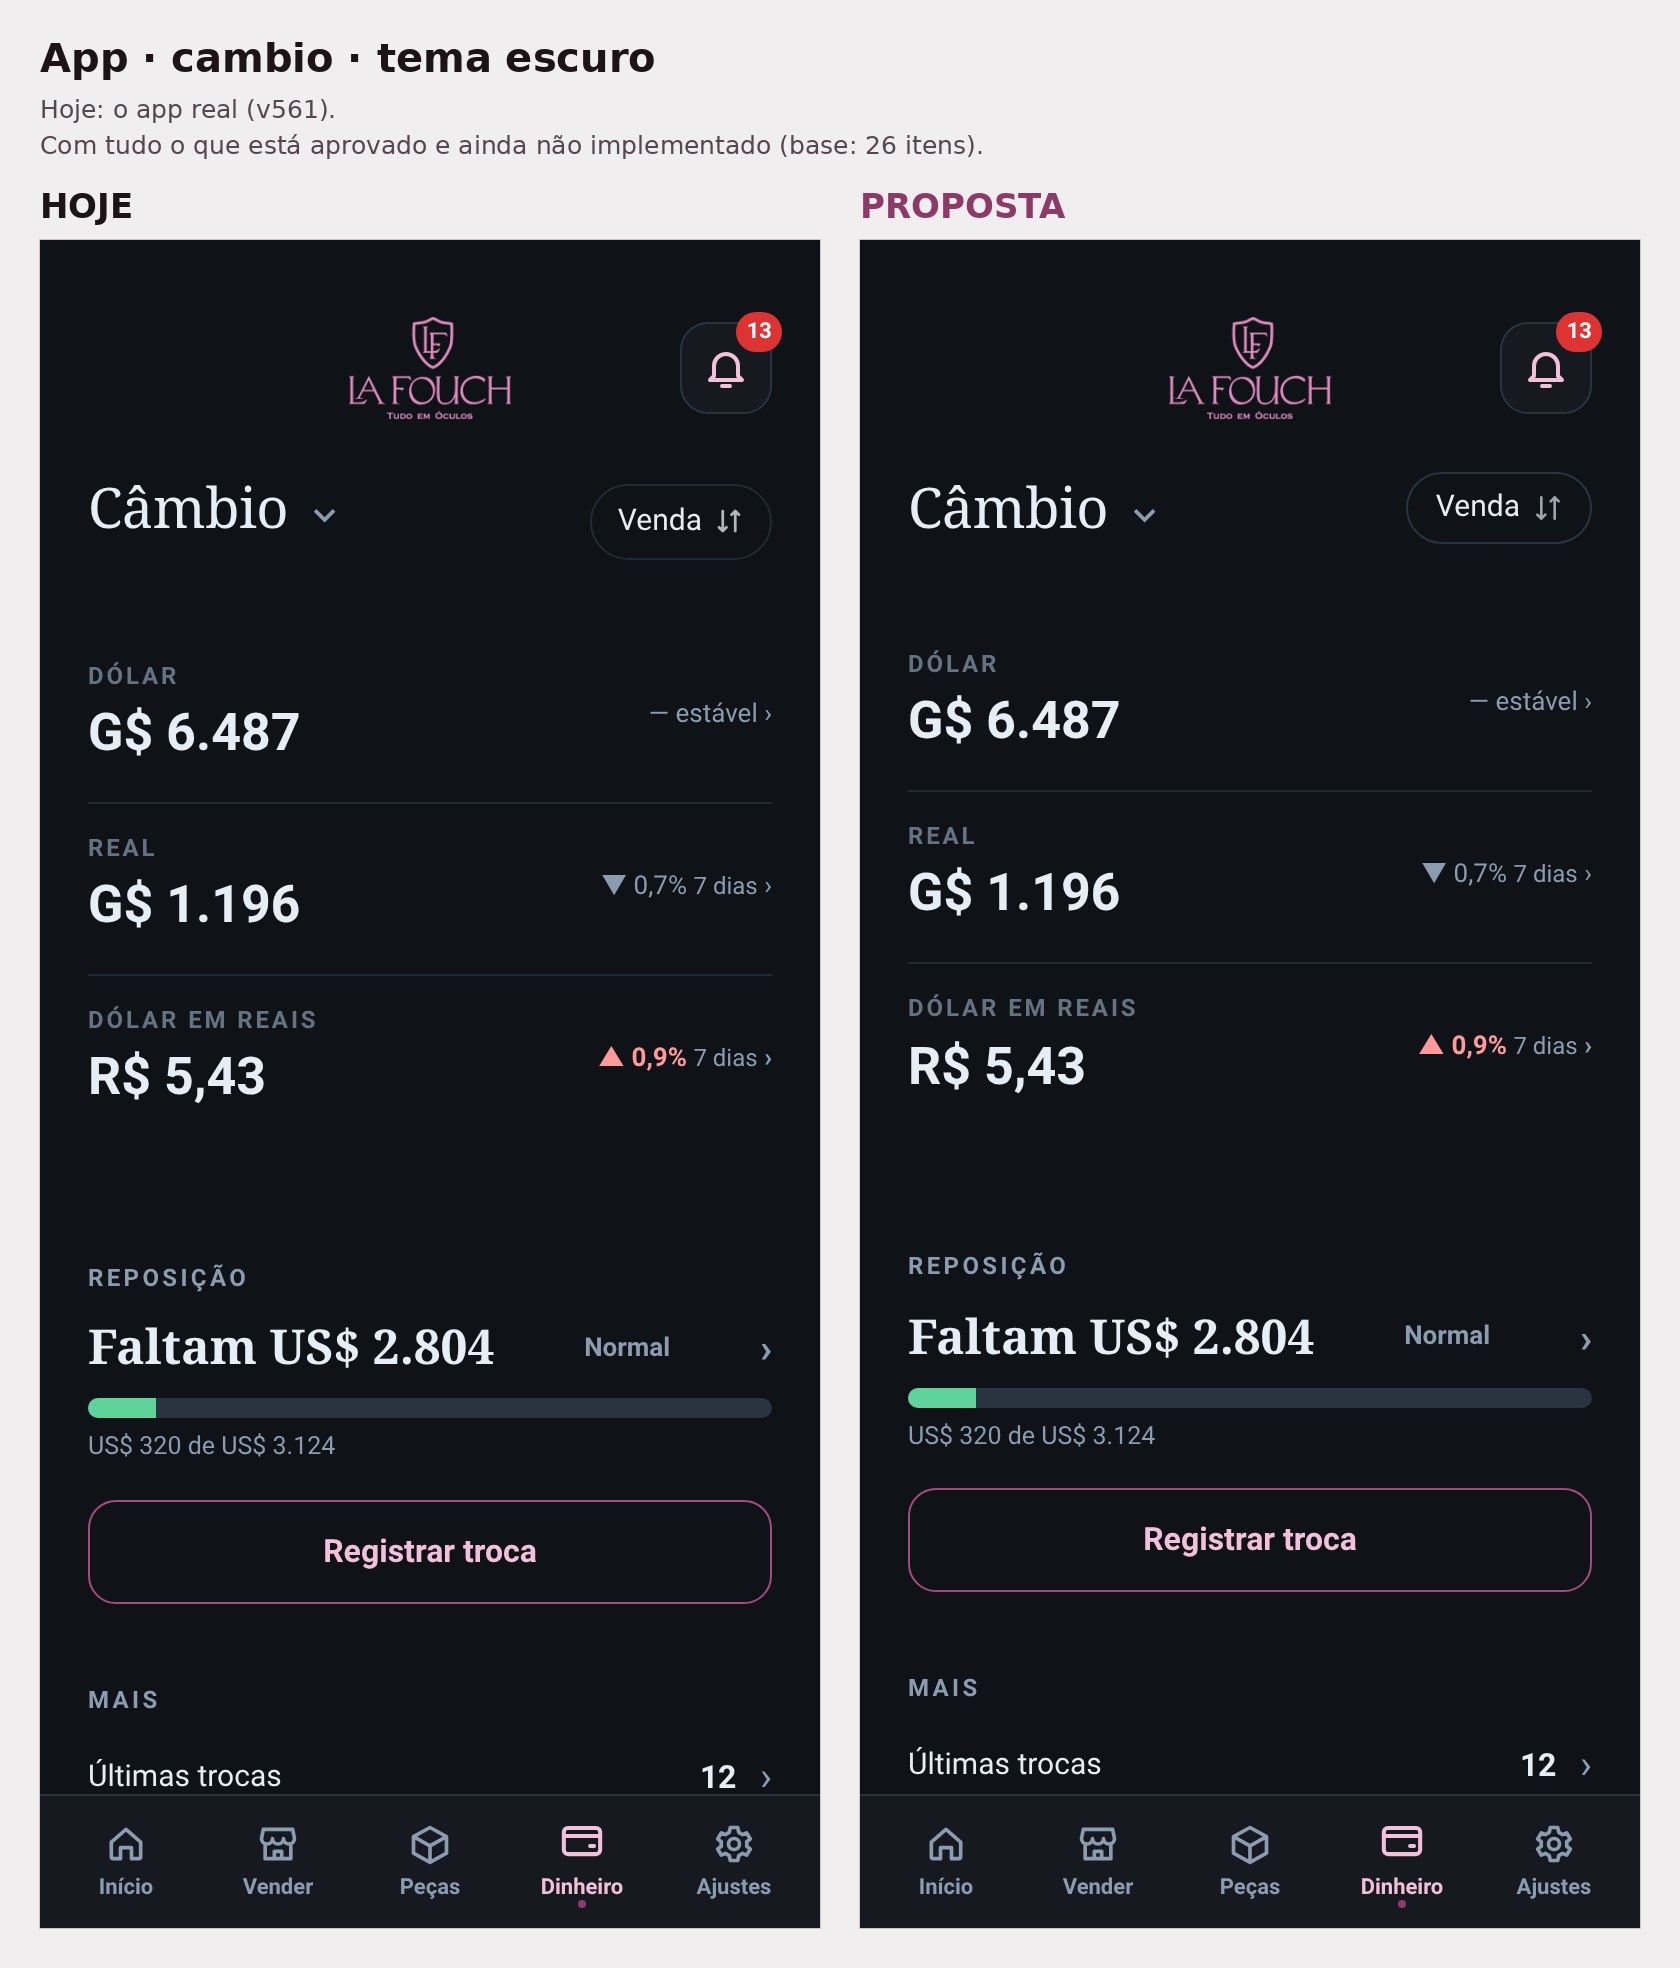 App · cambio · tema escuro
Hoje: o app real (v561).
Com tudo o que está aprovado e ainda não implementado (base: 26 itens).
HOJE
LF
LA FOUCH
TUDO EM ÓCULOS
13
Câmbio
Venda
DÓLAR
G$ 6.487
— estável ›
REAL
G$ 1.196
▼ 0,7% 7 dias ›
DÓLAR EM REAIS
R$ 5,43
▲ 0,9% 7 dias ›
REPOSIÇÃO
Faltam US$ 2.804 Normal ›
US$ 320 de US$ 3.124
Registrar troca
MAIS
Últimas trocas 12 ›
Início Vender Peças Dinheiro Ajustes
PROPOSTA
LF
LA FOUCH
TUDO EM ÓCULOS
13
Câmbio
Venda
DÓLAR
G$ 6.487
— estável ›
REAL
G$ 1.196
▼ 0,7% 7 dias ›
DÓLAR EM REAIS
R$ 5,43
▲ 0,9% 7 dias ›
REPOSIÇÃO
Faltam US$ 2.804 Normal ›
US$ 320 de US$ 3.124
Registrar troca
MAIS
Últimas trocas 12 ›
Início Vender Peças Dinheiro Ajustes